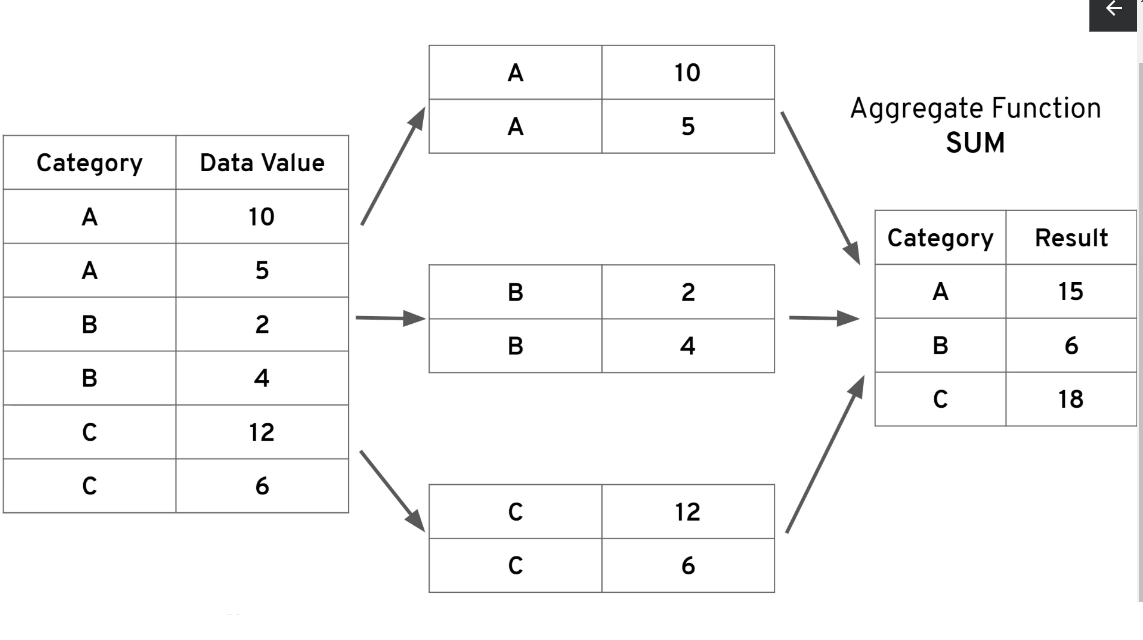 Category Data Value
A 10
A 5
B 2
B 4
C 12
C 6
A 10
A 5
B 2
B 4
C 12
C 6
Aggregate Function
SUM
Category Result
A 15
B 6
C 18